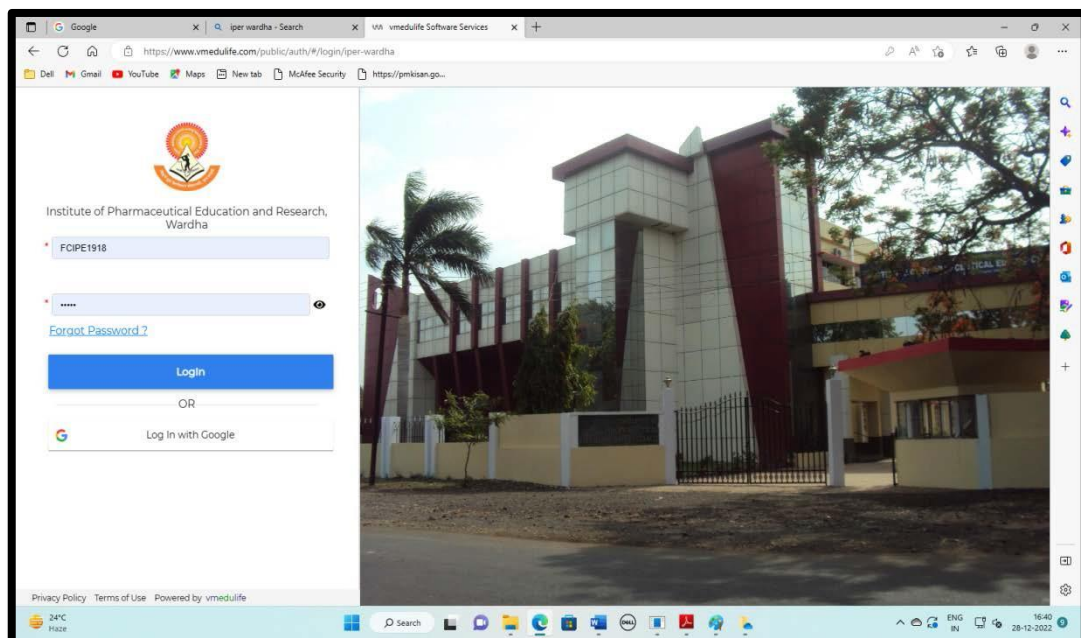 Google
iper wardha - Search
vmedulife Software Services
https://www.vmedulife.com/public/auth/#/login/iper-wardha
Dell
Gmail
YouTube
Maps
New tab
McAfee Security
https://pmkisan.go...
Institute of Pharmaceutical Education and Research,
Wardha
* FCIPE1918
* •••••
Forgot Password ?
Login
OR
Log In with Google
Privacy Policy Terms of Use Powered by vmedulife
24°C
Haze
Search
ENG
IN
16:40
28-12-2022